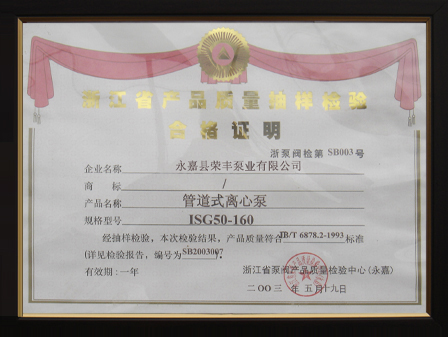 浙江省产品质量抽样检验
合格证明
浙泵阀检第 SB003 号
企业名称 永嘉县荣丰泵业有限公司
商 标 /
产品名称 管道式离心泵
规格型号 ISG50-160
经抽样检验，本次检验结果，产品质量符合JB/T 6878.2-1993标准
(详见检验报告，编号为SB2003007
有效期：一年
浙江省泵阀产品质量检验中心(永嘉)
二〇〇三 年 五 月 十九 日